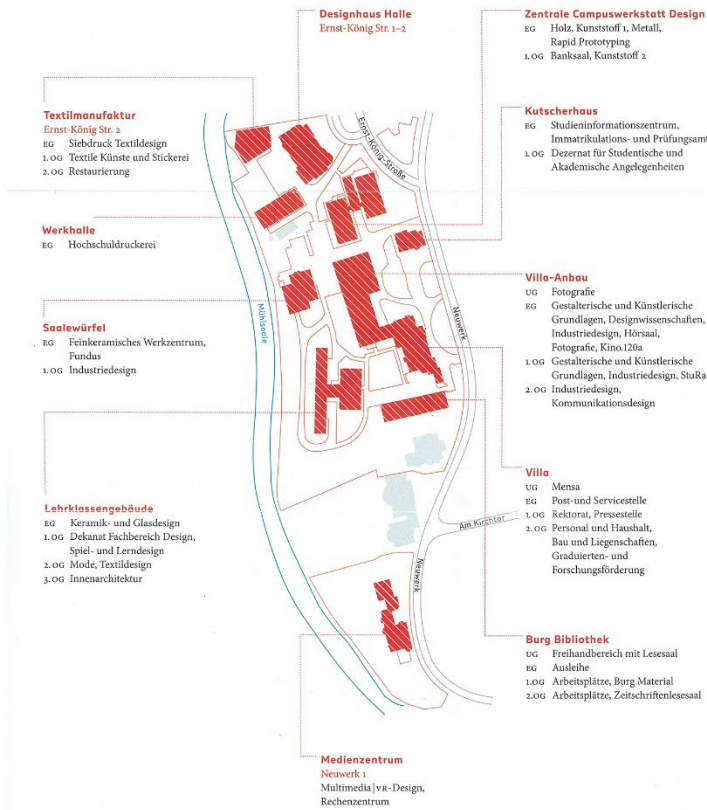 Designhaus Halle
Ernst-König Str. 1–2
Zentrale Campuswerkstatt Design
EG Holz, Kunststoff 1, Metall,
Rapid Prototyping
1. OG Banksaal, Kunststoff 2
Textilmanufaktur
Ernst-König Str. 2
EG Siebdruck Textildesign
1. OG Textile Künste und Stickerei
2. OG Restaurierung
Kutscherhaus
EG Studieninformationszentrum,
Immatrikulations- und Prüfungsamt
1. OG Dezernat für Studentische und
Akademische Angelegenheiten
Ernst-König-Straße
Werkhalle
EG Hochschuldruckerei
Villa-Anbau
UG Fotografie
EG Gestalterische und Künstlerische
Grundlagen, Designwissenschaften,
Industriedesign, Hörsaal,
Fotografie, Kino.120a
1. OG Gestalterische und Künstlerische
Grundlagen, Industriedesign, StuRa
2. OG Industriedesign,
Kommunikationsdesign
Mühlsaale
Neuwerk
Saalewürfel
EG Feinkeramisches Werkzentrum,
Fundus
1. OG Industriedesign
Villa
UG Mensa
EG Post-und Servicestelle
1. OG Rektorat, Pressestelle
2. OG Personal und Haushalt,
Bau und Liegenschaften,
Graduierten- und
Forschungsförderung
Lehrklassengebäude
EG Keramik- und Glasdesign
1. OG Dekanat Fachbereich Design,
Spiel- und Lerndesign
2. OG Mode, Textildesign
3. OG Innenarchitektur
Am Kirchtor
Neuwerk
Burg Bibliothek
UG Freihandbereich mit Lesesaal
EG Ausleihe
1.OG Arbeitsplätze, Burg Material
2.OG Arbeitsplätze, Zeitschriftenlesesaal
Medienzentrum
Neuwerk 1
Multimedia|VR-Design,
Rechenzentrum